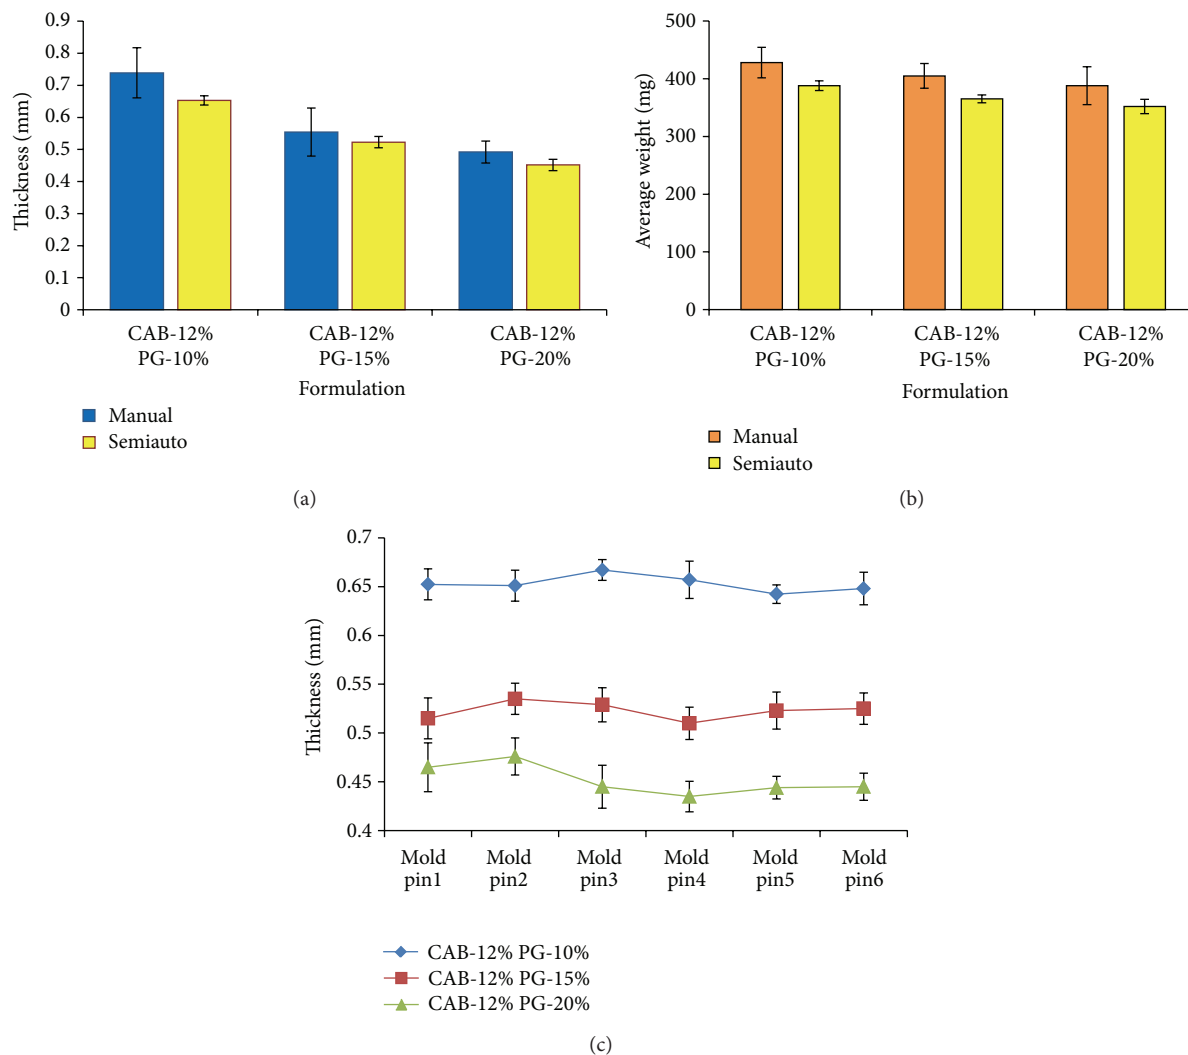 0.9
0.8
0.7
0.6
0.5
0.4
0.3
0.2
0.1
0
Thickness (mm)
CAB-12% CAB-12% CAB-12%
PG-10% PG-15% PG-20%
Formulation
Manual
Semiauto
(a)
500
400
300
200
100
0
Average weight (mg)
CAB-12% CAB-12% CAB-12%
PG-10% PG-15% PG-20%
Formulation
Manual
Semiauto
(b)
0.7
0.65
0.6
0.55
0.5
0.45
0.4
Thickness (mm)
Mold Mold Mold Mold Mold Mold
pin1 pin2 pin3 pin4 pin5 pin6
CAB-12% PG-10%
CAB-12% PG-15%
CAB-12% PG-20%
(c)